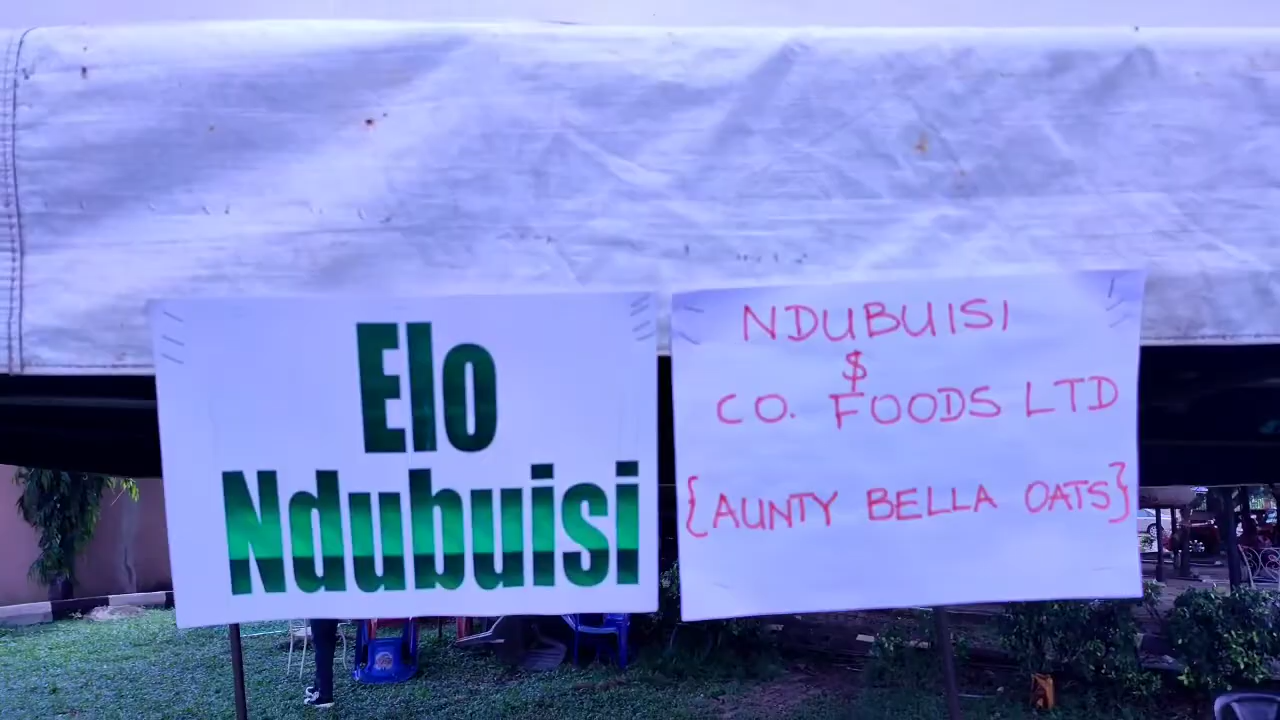 Elo
Ndubuisi
NDUBUISI
$
CO. FOODS LTD
{AUNTY BELLA OATS}